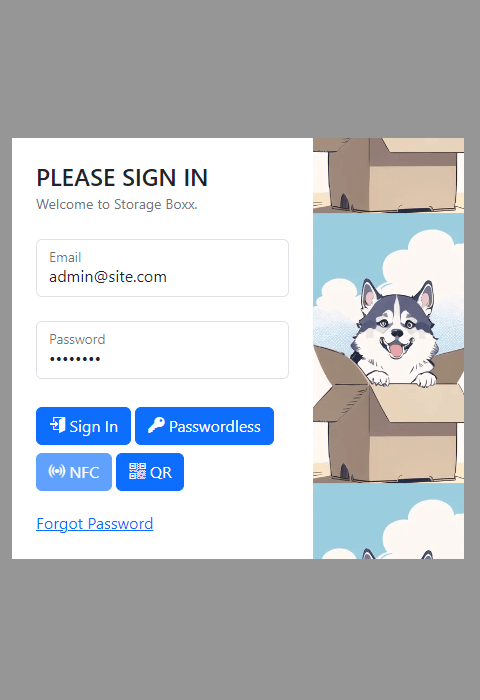 PLEASE SIGN IN
Welcome to Storage Boxx.
Email
admin@site.com
Password
••••••••
Sign In Passwordless
NFC QR
Forgot Password